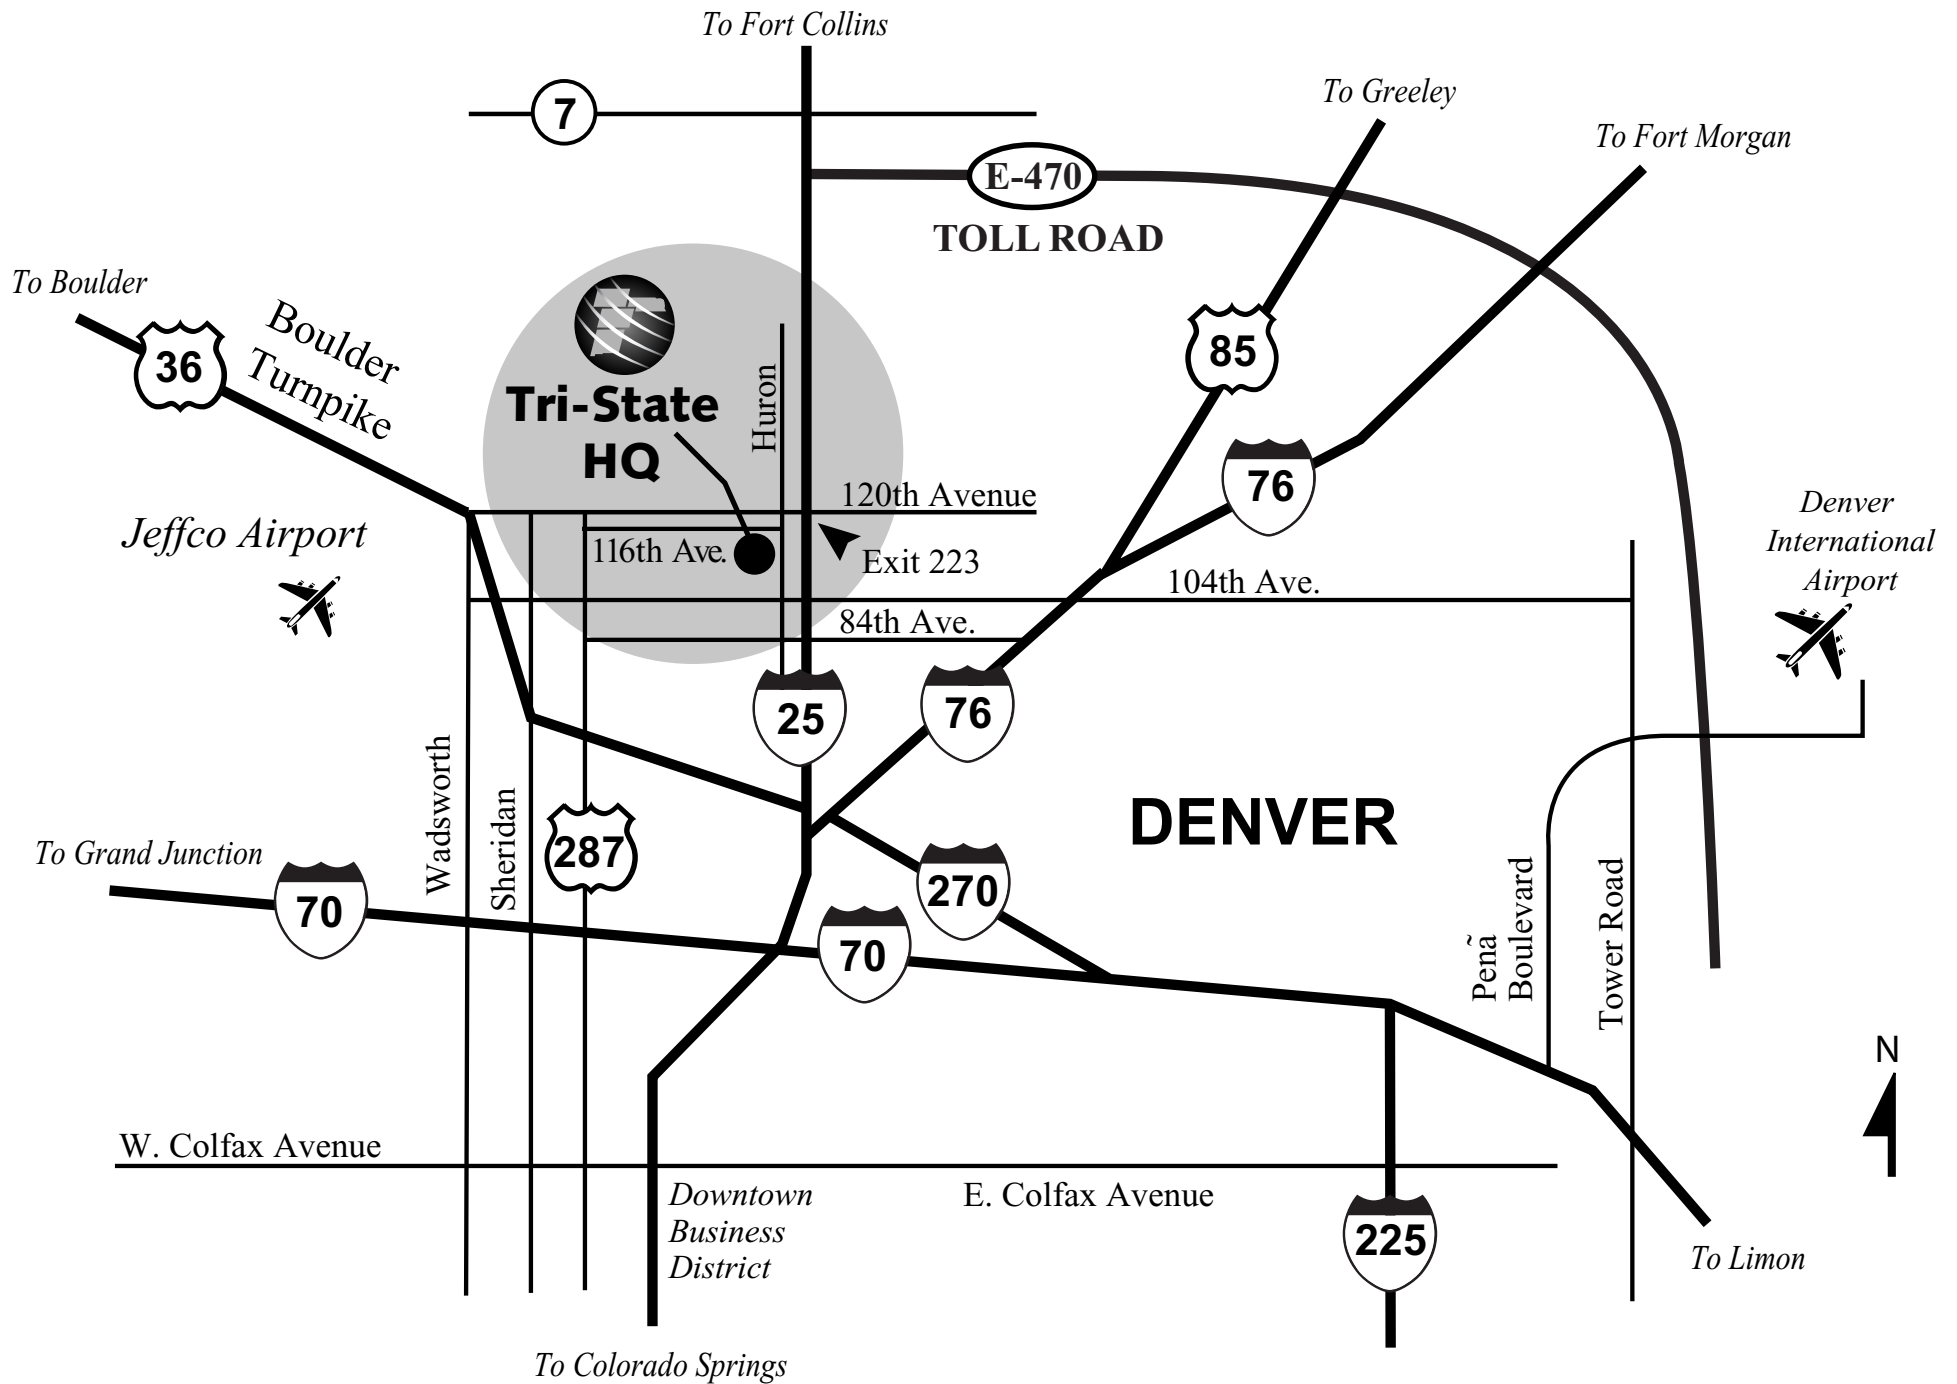 To Fort Collins
7
To Greeley
To Fort Morgan
E-470
TOLL ROAD
To Boulder
36
Boulder
Turnpike
Tri-State
HQ
Huron
85
76
120th Avenue
Jeffco Airport
116th Ave.
Exit 223
104th Ave.
84th Ave.
Denver
International
Airport
25
76
Wadsworth
Sheridan
287
DENVER
To Grand Junction
70
270
70
Peñã
Boulevard
Tower Road
N
W. Colfax Avenue
Downtown
Business
District
E. Colfax Avenue
225
To Limon
To Colorado Springs